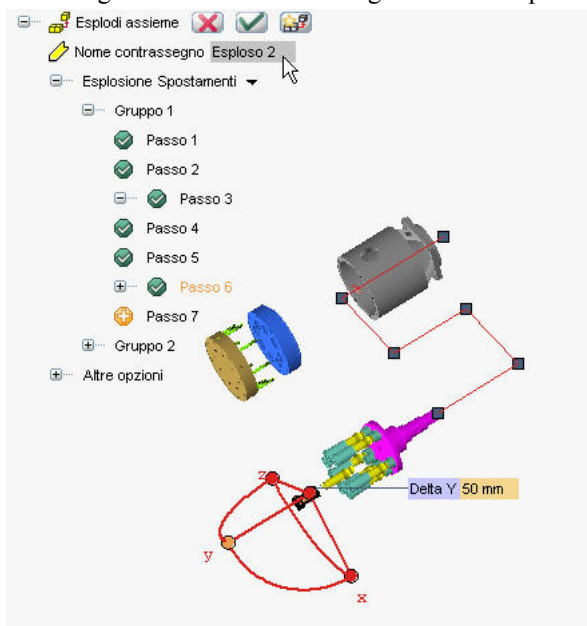 Esplodi assieme
Nome contrassegno Esploso 2
Esplosione Spostamenti
Gruppo 1
Passo 1
Passo 2
Passo 3
Passo 4
Passo 5
Passo 6
Passo 7
Gruppo 2
Altre opzioni
z
Delta Y 50 mm
y
x